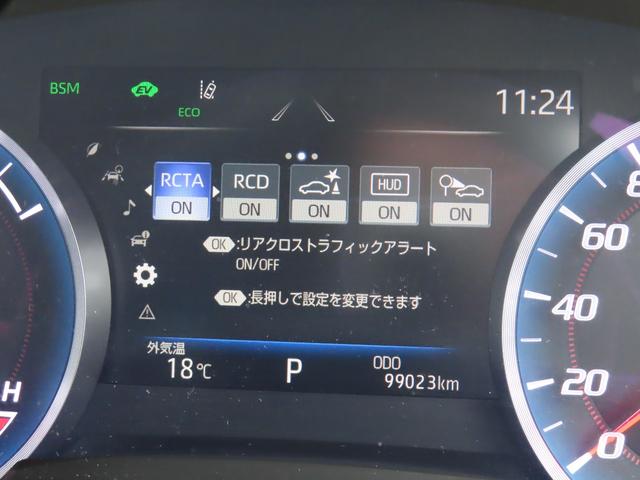 BSM EV 11:24
ECO
RCTA RCD HUD
ON ON ON ON ON
OK :リアクロストラフィックアラート
ON/OFF
OK :長押しで設定を変更できます
外気温 ODO
18℃ P 99023km
H
80
60
40
20
0